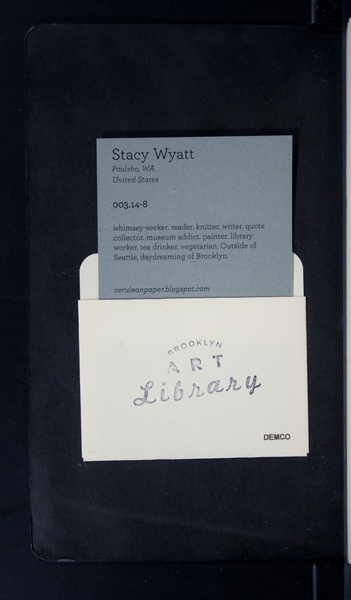 Stacy Wyatt
Paulsbo, WA
United States
003.14-8
whimsey-seeker, reader, knitter, writer, quote
collector, museum addict, painter, library
worker, tea drinker, vegetarian. Outside of
Seattle, daydreaming of Brooklyn.
ceruleanpaper.blogspot.com
BROOKLYN
ART
Library
DEMCO